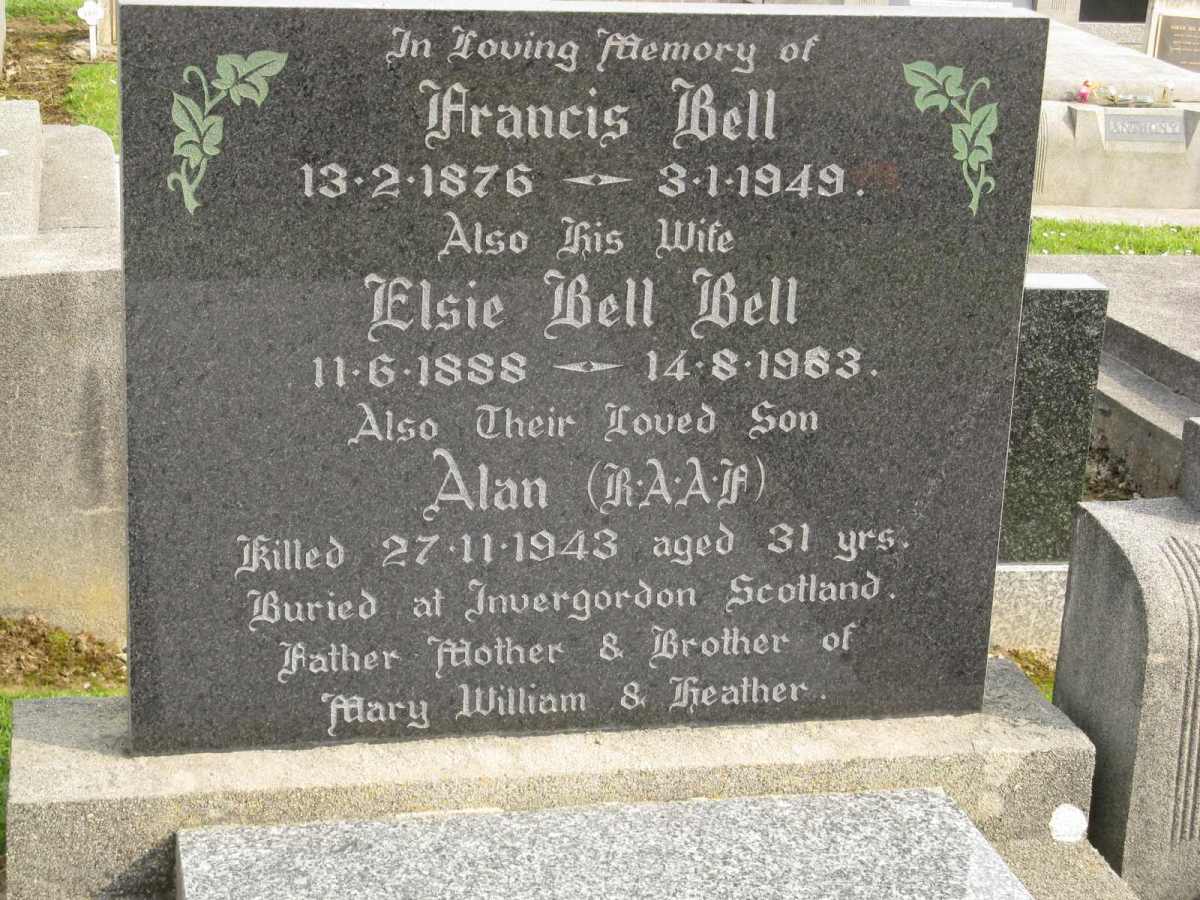 In Loving Memory of
Francis Bell
13·2·1876 — 3·1·1949.
Also His Wife
Elsie Bell Bell
11·6·1888 — 14·8·1983.
Also Their Loved Son
Alan (R·A·A·F)
Killed 27·11·1943 aged 31 yrs.
Buried at Invergordon Scotland.
Father Mother & Brother of
Mary William & Heather.
ANTHONY